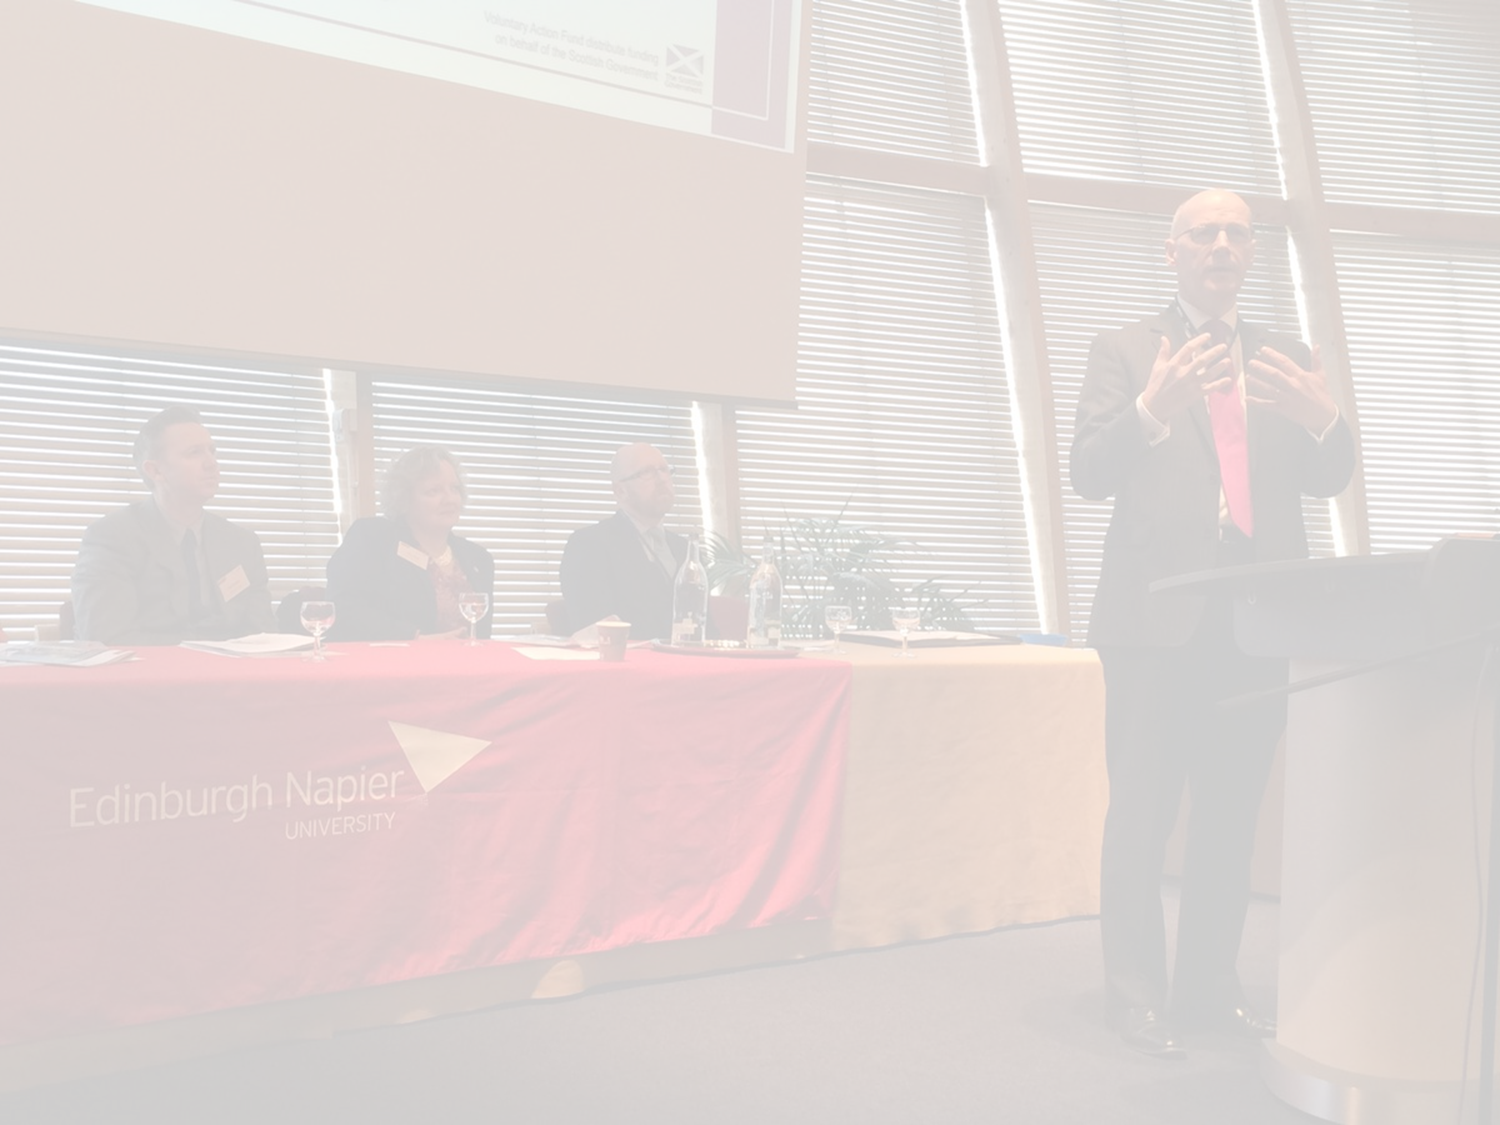 Voluntary Action Fund distribute funding
on behalf of the Scottish Government
Edinburgh Napier
UNIVERSITY